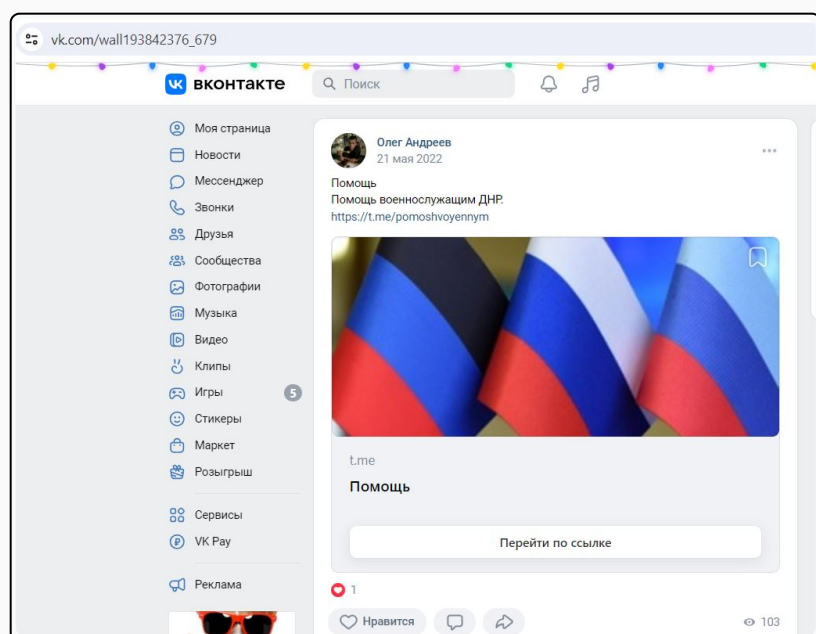 vk.com/wall193842376_679
вконтакте
Поиск
Моя страница
Новости
Мессенджер
Звонки
Друзья
Сообщества
Фотографии
Музыка
Видео
Клипы
Игры
5
Стикеры
Маркет
Розыгрыш
Сервисы
VK Pay
Реклама
Олег Андреев
21 мая 2022
Помощь
Помощь военнослужащим ДНР.
https://t.me/pomoshvoyennym
t.me
Помощь
Перейти по ссылке
1
Нравится
103